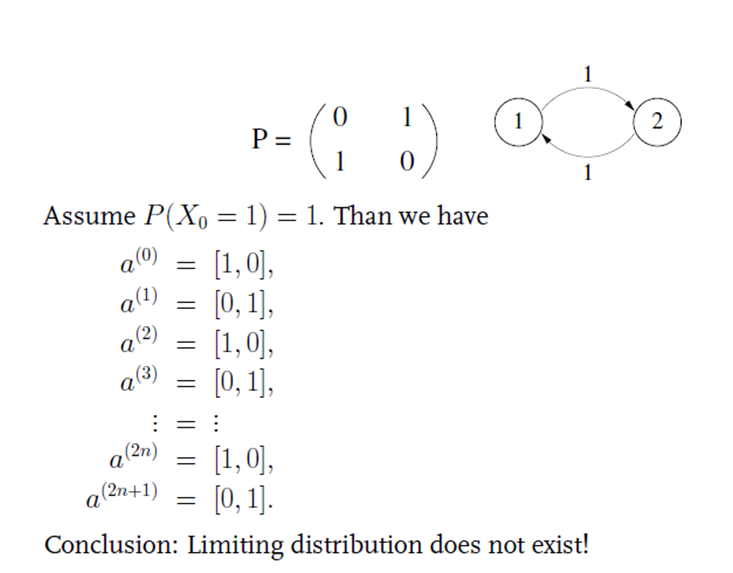 1
P = ( 0 1
1 0 )
1 2
1
Assume P(X₀ = 1) = 1. Than we have
a⁽⁰⁾ = [1, 0],
a⁽¹⁾ = [0, 1],
a⁽²⁾ = [1, 0],
a⁽³⁾ = [0, 1],
⋮ = ⋮
a⁽²ⁿ⁾ = [1, 0],
a⁽²ⁿ⁺¹⁾ = [0, 1].
Conclusion: Limiting distribution does not exist!